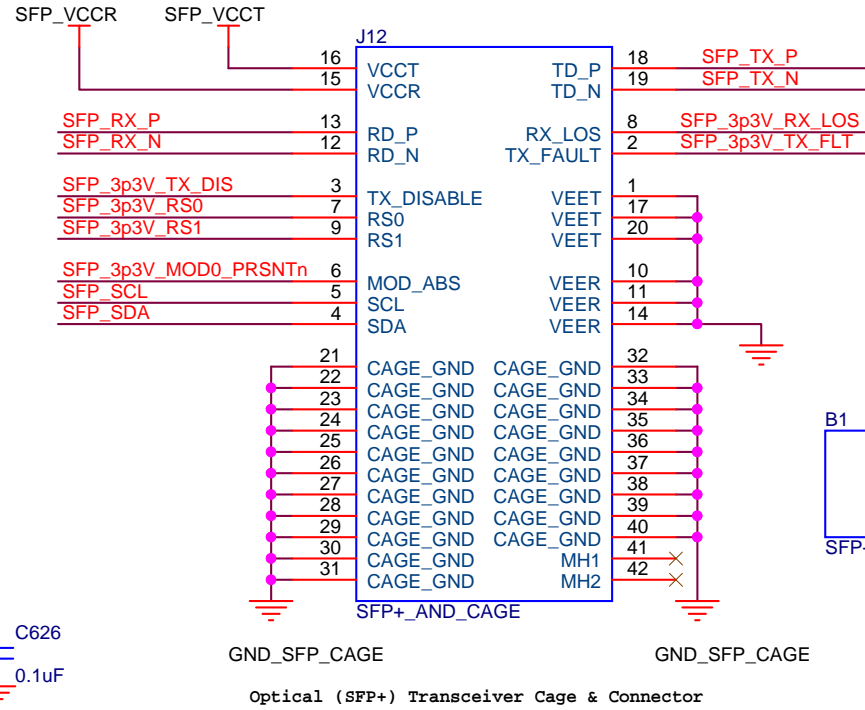 SFP_VCCR SFP_VCCT
J12
16 VCCT TD_P 18 SFP_TX_P
15 VCCR TD_N 19 SFP_TX_N
SFP_RX_P 13 RD_P RX_LOS 8 SFP_3p3V_RX_LOS
SFP_RX_N 12 RD_N TX_FAULT 2 SFP_3p3V_TX_FLT
SFP_3p3V_TX_DIS 3 TX_DISABLE VEET 1
SFP_3p3V_RS0 7 RS0 VEET 17
SFP_3p3V_RS1 9 RS1 VEET 20
SFP_3p3V_MOD0_PRSNTn 6 MOD_ABS VEER 10
SFP_SCL 5 SCL VEER 11
SFP_SDA 4 SDA VEER 14
21 CAGE_GND CAGE_GND 32
22 CAGE_GND CAGE_GND 33
23 CAGE_GND CAGE_GND 34
24 CAGE_GND CAGE_GND 35
25 CAGE_GND CAGE_GND 36
26 CAGE_GND CAGE_GND 37
27 CAGE_GND CAGE_GND 38
28 CAGE_GND CAGE_GND 39
29 CAGE_GND CAGE_GND 40
30 CAGE_GND MH1 41
31 CAGE_GND MH2 42
SFP+_AND_CAGE
B1
SFP-
C626
0.1uF
GND_SFP_CAGE GND_SFP_CAGE
Optical (SFP+) Transceiver Cage & Connector